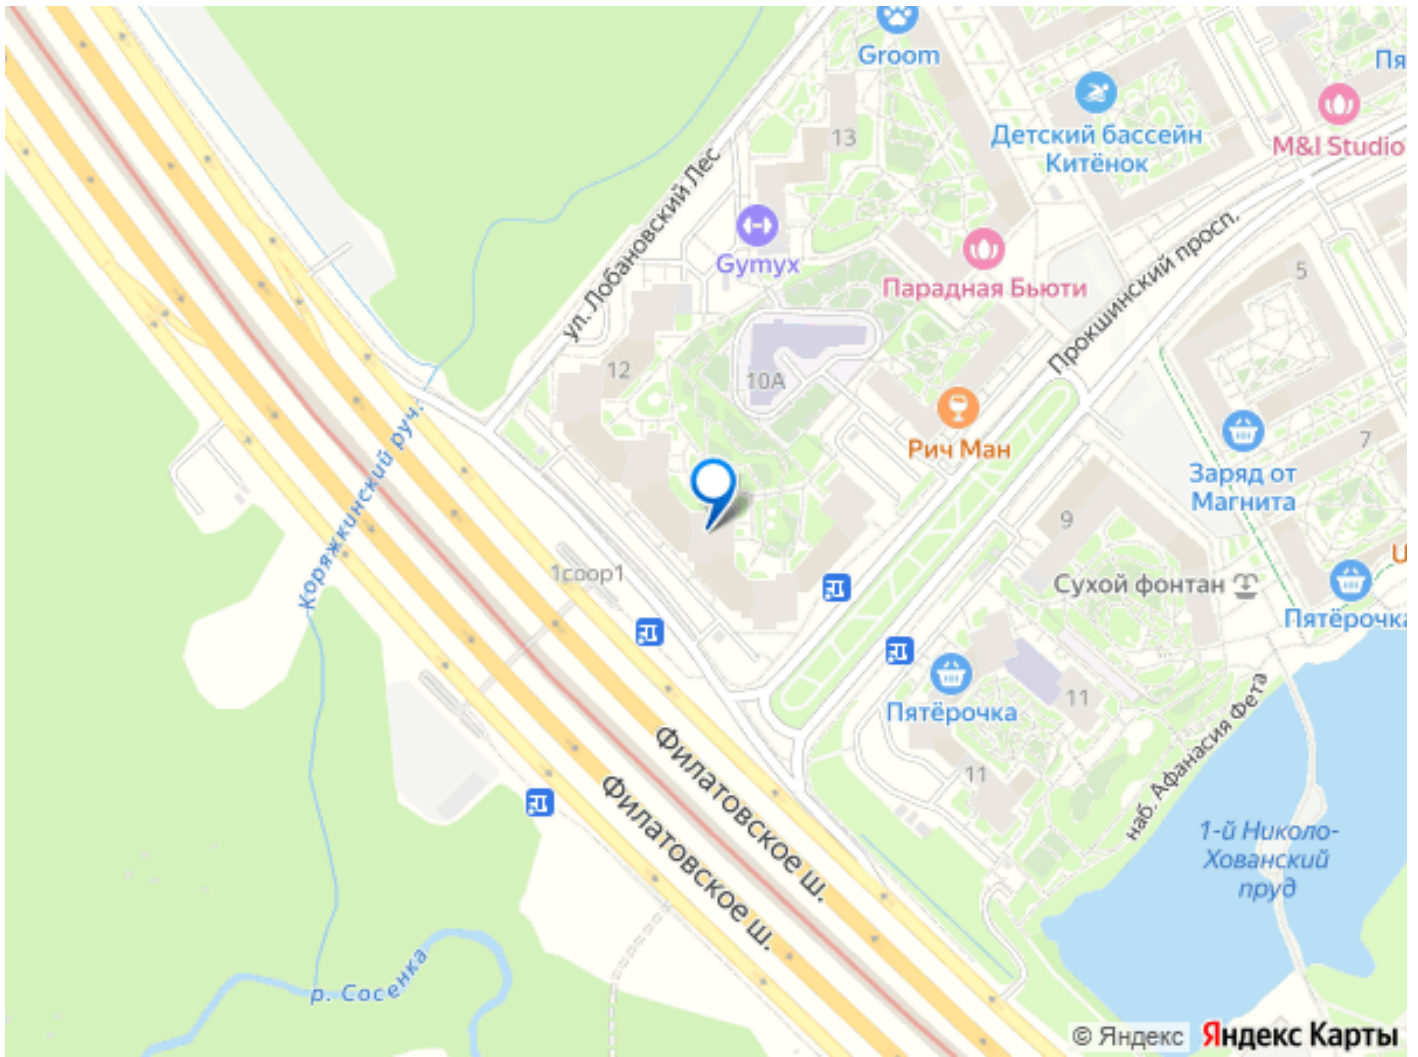 Groom
Пя
Детский бассейн
Китёнок
M&I Studio
13
ул. Лобановский Лес
Gymyx
Парадная Бьюти
Прокшинский просп.
5
12
10А
Рич Ман
7
Заряд от
Магнита
Коряжкинский руч.
9
1соор1
Сухой фонтан
U
Пятёрочка
Пятёрочка
11
11
наб. Афанасия Фета
Филатовское ш.
Филатовское ш.
1-й Николо-
Хованский
пруд
р. Сосенка
© Яндекс Яндекс Карты